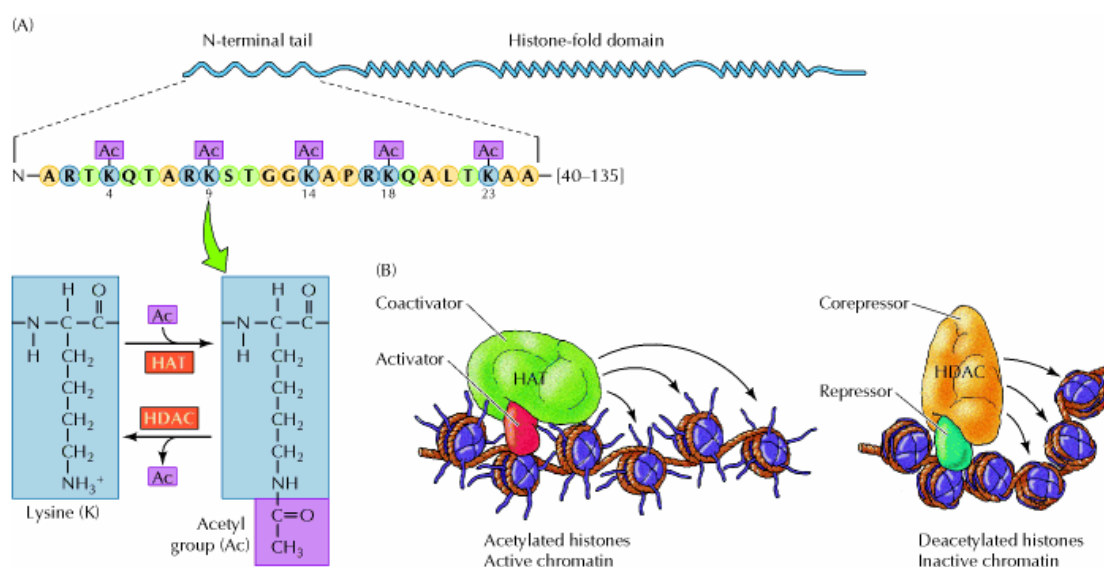 (A)
N-terminal tail
Histone-fold domain
Ac Ac Ac Ac Ac
N—ARTKQTARKSTGGKAPRKQALTKAA—[40–135]
4 9 14 18 23
H O
N—C—C
H
CH2
CH2
CH2
CH2
NH3+
Lysine (K)
Ac
HAT
HDAC
Ac
H O
N—C—C
H
CH2
CH2
CH2
CH2
NH
C=O
CH3
Acetyl
group (Ac)
(B)
Coactivator
Activator
HAT
Acetylated histones
Active chromatin
Corepressor
HDAC
Repressor
Deacetylated histones
Inactive chromatin